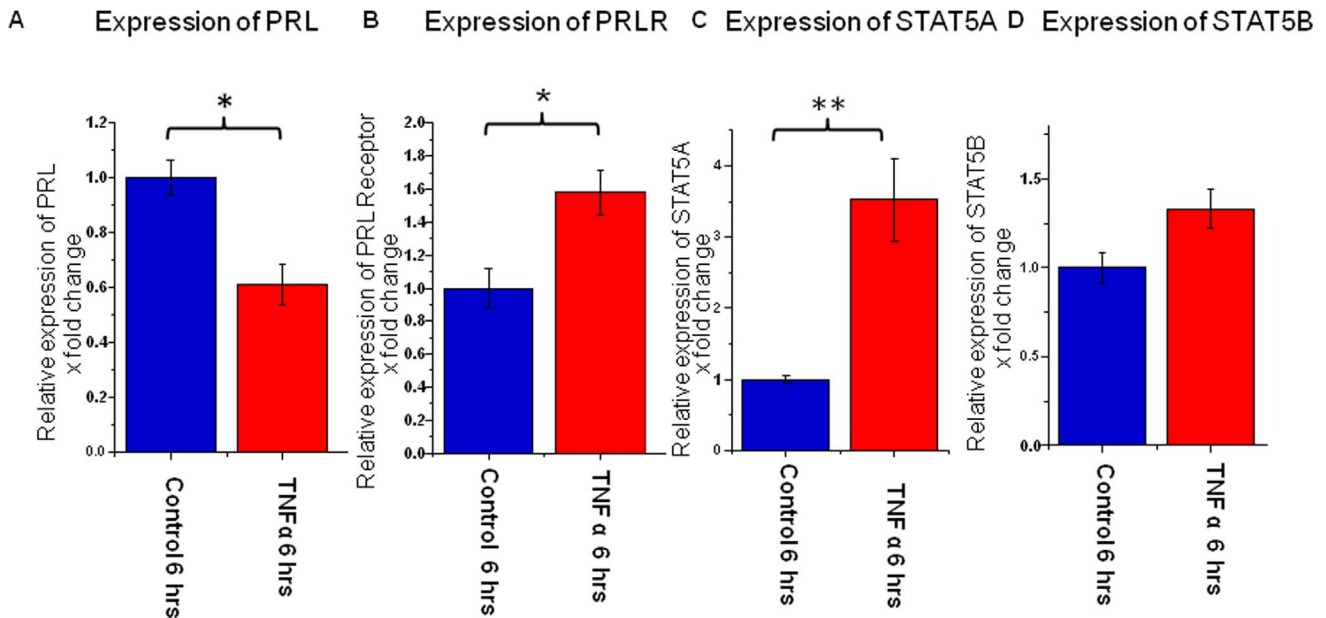 A Expression of PRL
B Expression of PRLR
C Expression of STAT5A
D Expression of STAT5B
*
1.2
1.0
0.8
0.6
0.4
0.2
0.0
Relative expression of PRL
x fold change
Control 6 hrs
TNFα 6 hrs
*
2.0
1.8
1.6
1.4
1.2
1.0
0.8
0.6
0.4
0.2
0.0
Relative expression of PRL Receptor
x fold change
Control 6 hrs
TNF α 6 hrs
**
4
3
2
1
0
Relative expression of STAT5A
x fold change
Control 6 hrs
TNF α 6 hrs
1.5
1.0
0.5
0.0
Relative expression of STAT5B
x fold change
Control 6 hrs
TNF α 6 hrs